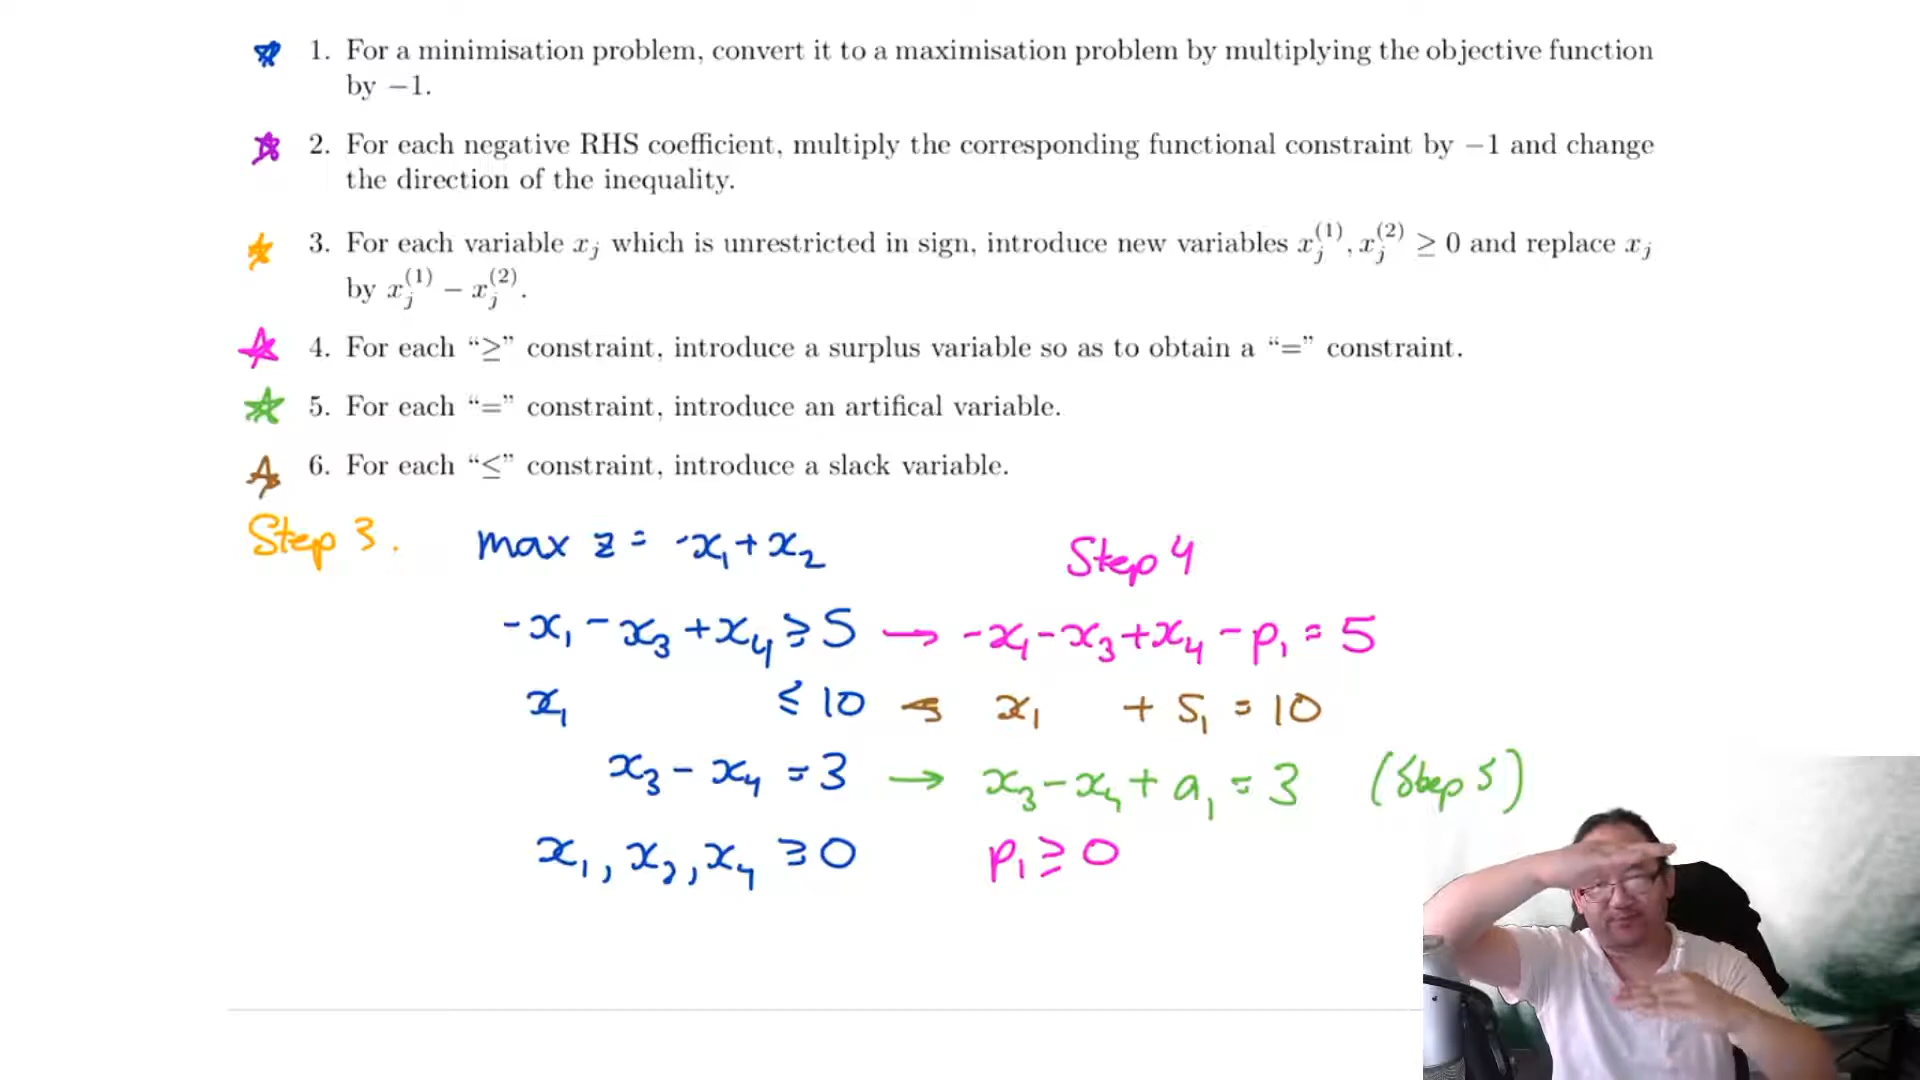 1. For a minimisation problem, convert it to a maximisation problem by multiplying the objective function
by −1.
2. For each negative RHS coefficient, multiply the corresponding functional constraint by −1 and change
the direction of the inequality.
3. For each variable xⱼ which is unrestricted in sign, introduce new variables xⱼ⁽¹⁾, xⱼ⁽²⁾ ≥ 0 and replace xⱼ
by xⱼ⁽¹⁾ − xⱼ⁽²⁾.
4. For each “≥” constraint, introduce a surplus variable so as to obtain a “=” constraint.
5. For each “=” constraint, introduce an artifical variable.
6. For each “≤” constraint, introduce a slack variable.
Step 3. max z = -x₁ + x₂
Step 4
-x₁ - x₃ + x₄ ≥ 5 → -x₁ - x₃ + x₄ - p₁ = 5
x₁ ≤ 10 → x₁ + s₁ = 10
x₃ - x₄ = 3 → x₃ - x₄ + a₁ = 3 (Step 5)
x₁, x₂, x₄ ≥ 0 p₁ ≥ 0